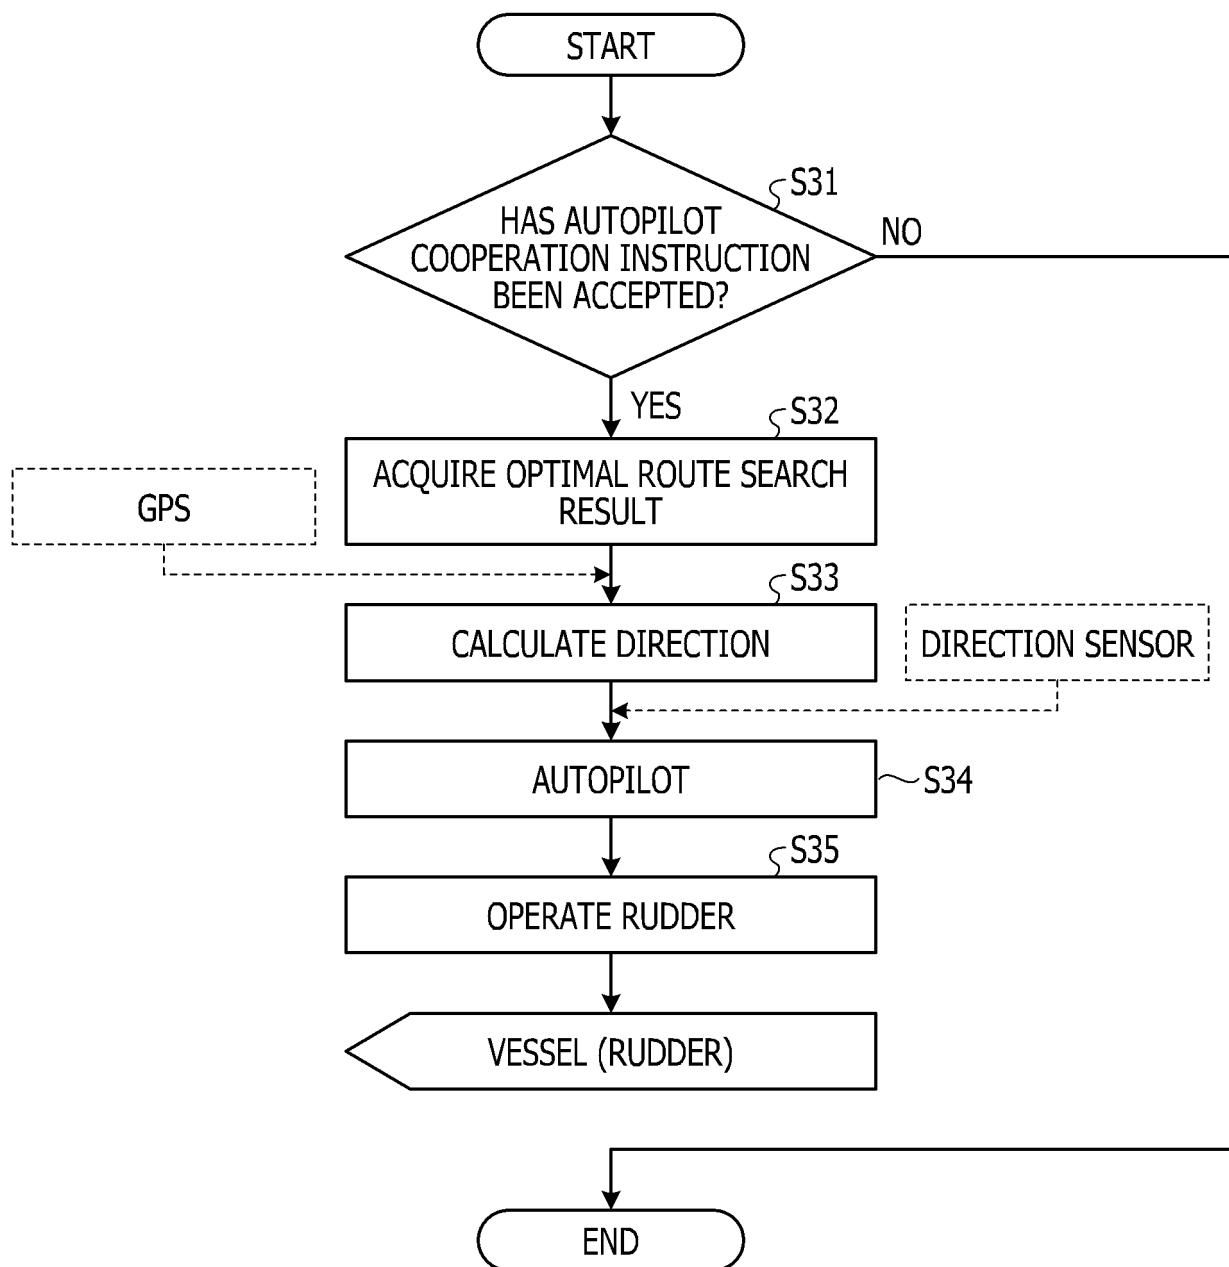 START
S31
HAS AUTOPILOT
COOPERATION INSTRUCTION
BEEN ACCEPTED?
NO
YES
S32
ACQUIRE OPTIMAL ROUTE SEARCH
RESULT
GPS
S33
CALCULATE DIRECTION
DIRECTION SENSOR
AUTOPILOT
S34
S35
OPERATE RUDDER
VESSEL (RUDDER)
END